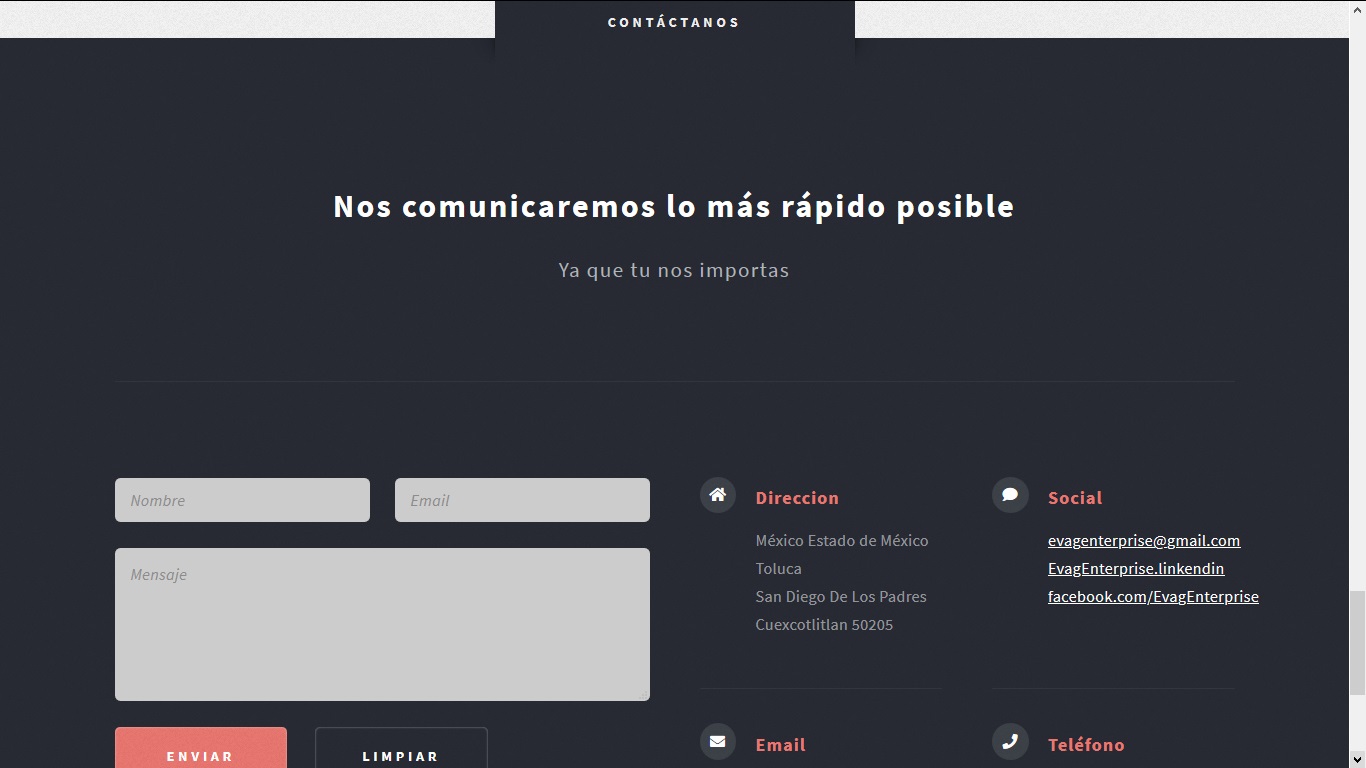 CONTÁCTANOS
Nos comunicaremos lo más rápido posible
Ya que tu nos importas
Nombre
Email
Mensaje
ENVIAR
LIMPIAR
Direccion
México Estado de México
Toluca
San Diego De Los Padres
Cuexcotlitlan 50205
Social
evagenterprise@gmail.com
EvagEnterprise.linkendin
facebook.com/EvagEnterprise
Email
Teléfono